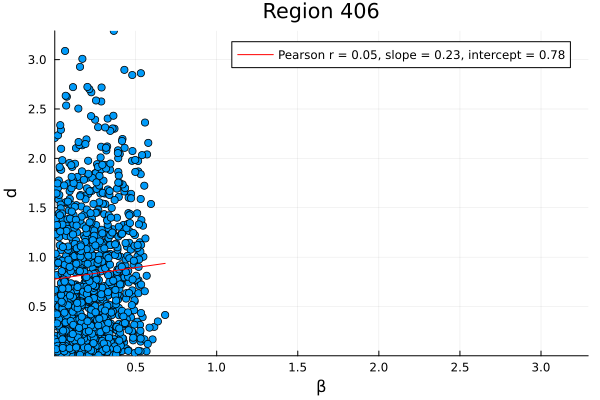 Region 406
Pearson r = 0.05, slope = 0.23, intercept = 0.78
3.0
2.5
2.0
1.5
1.0
0.5
d
0.5 1.0 1.5 2.0 2.5 3.0
β